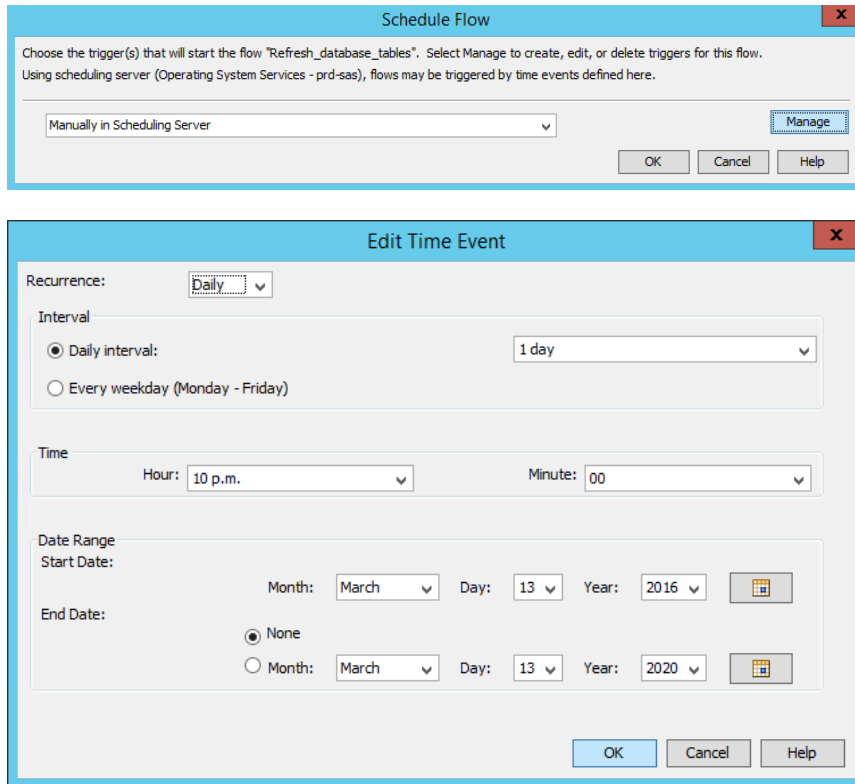 Schedule Flow
x
Choose the trigger(s) that will start the flow "Refresh_database_tables". Select Manage to create, edit, or delete triggers for this flow.
Using scheduling server (Operating System Services - prd-sas), flows may be triggered by time events defined here.
Manually in Scheduling Server Manage
OK Cancel Help
Edit Time Event
x
Recurrence: Daily
Interval
Daily interval: 1 day
Every weekday (Monday - Friday)
Time
Hour: 10 p.m. Minute: 00
Date Range
Start Date:
Month: March Day: 13 Year: 2016
End Date:
None
Month: March Day: 13 Year: 2020
OK Cancel Help